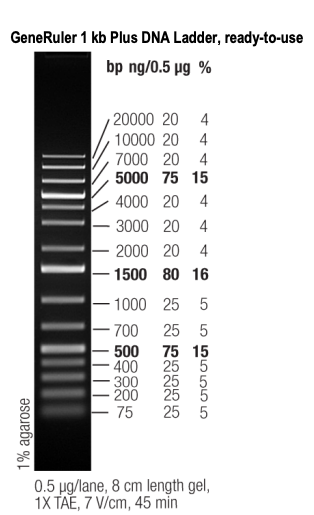 GeneRuler 1 kb Plus DNA Ladder, ready-to-use
bp ng/0.5 µg %
20000 20 4
10000 20 4
7000 20 4
5000 75 15
4000 20 4
3000 20 4
2000 20 4
1500 80 16
1000 25 5
700 25 5
500 75 15
400 25 5
300 25 5
200 25 5
75 25 5
1% agarose
0.5 µg/lane, 8 cm length gel,
1X TAE, 7 V/cm, 45 min